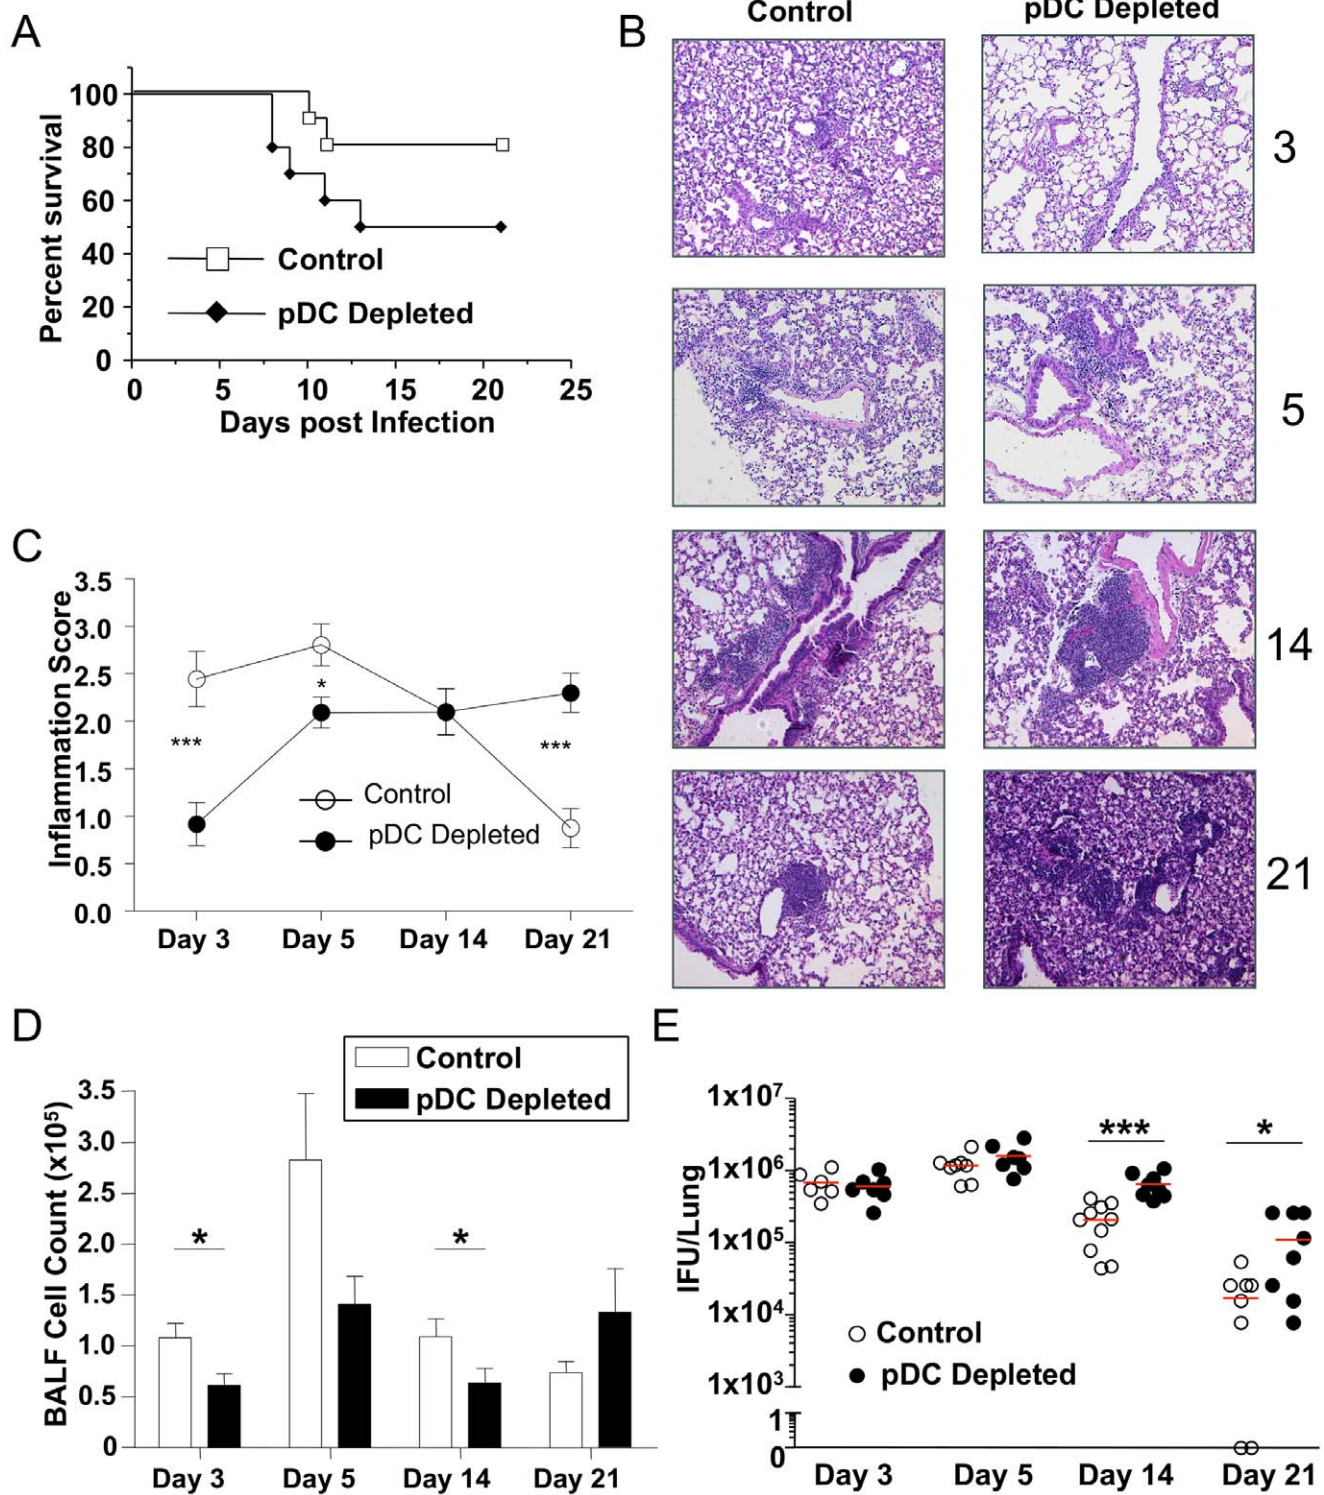 A
100
80
60
40
20
0
Percent survival
Control
pDC Depleted
0 5 10 15 20 25
Days post Infection
B
Control pDC Depleted
3
5
14
21
C
3.5
3.0
2.5
2.0
1.5
1.0
0.5
0.0
Inflammation Score
***
*
***
Control
pDC Depleted
Day 3 Day 5 Day 14 Day 21
D
Control
pDC Depleted
3.5
3.0
2.5
2.0
1.5
1.0
0.5
0
BALF Cell Count (x10⁵)
*
*
Day 3 Day 5 Day 14 Day 21
E
1x10⁷
1x10⁶
1x10⁵
1x10⁴
1x10³
1
0
IFU/Lung
*** *
Control
pDC Depleted
Day 3 Day 5 Day 14 Day 21